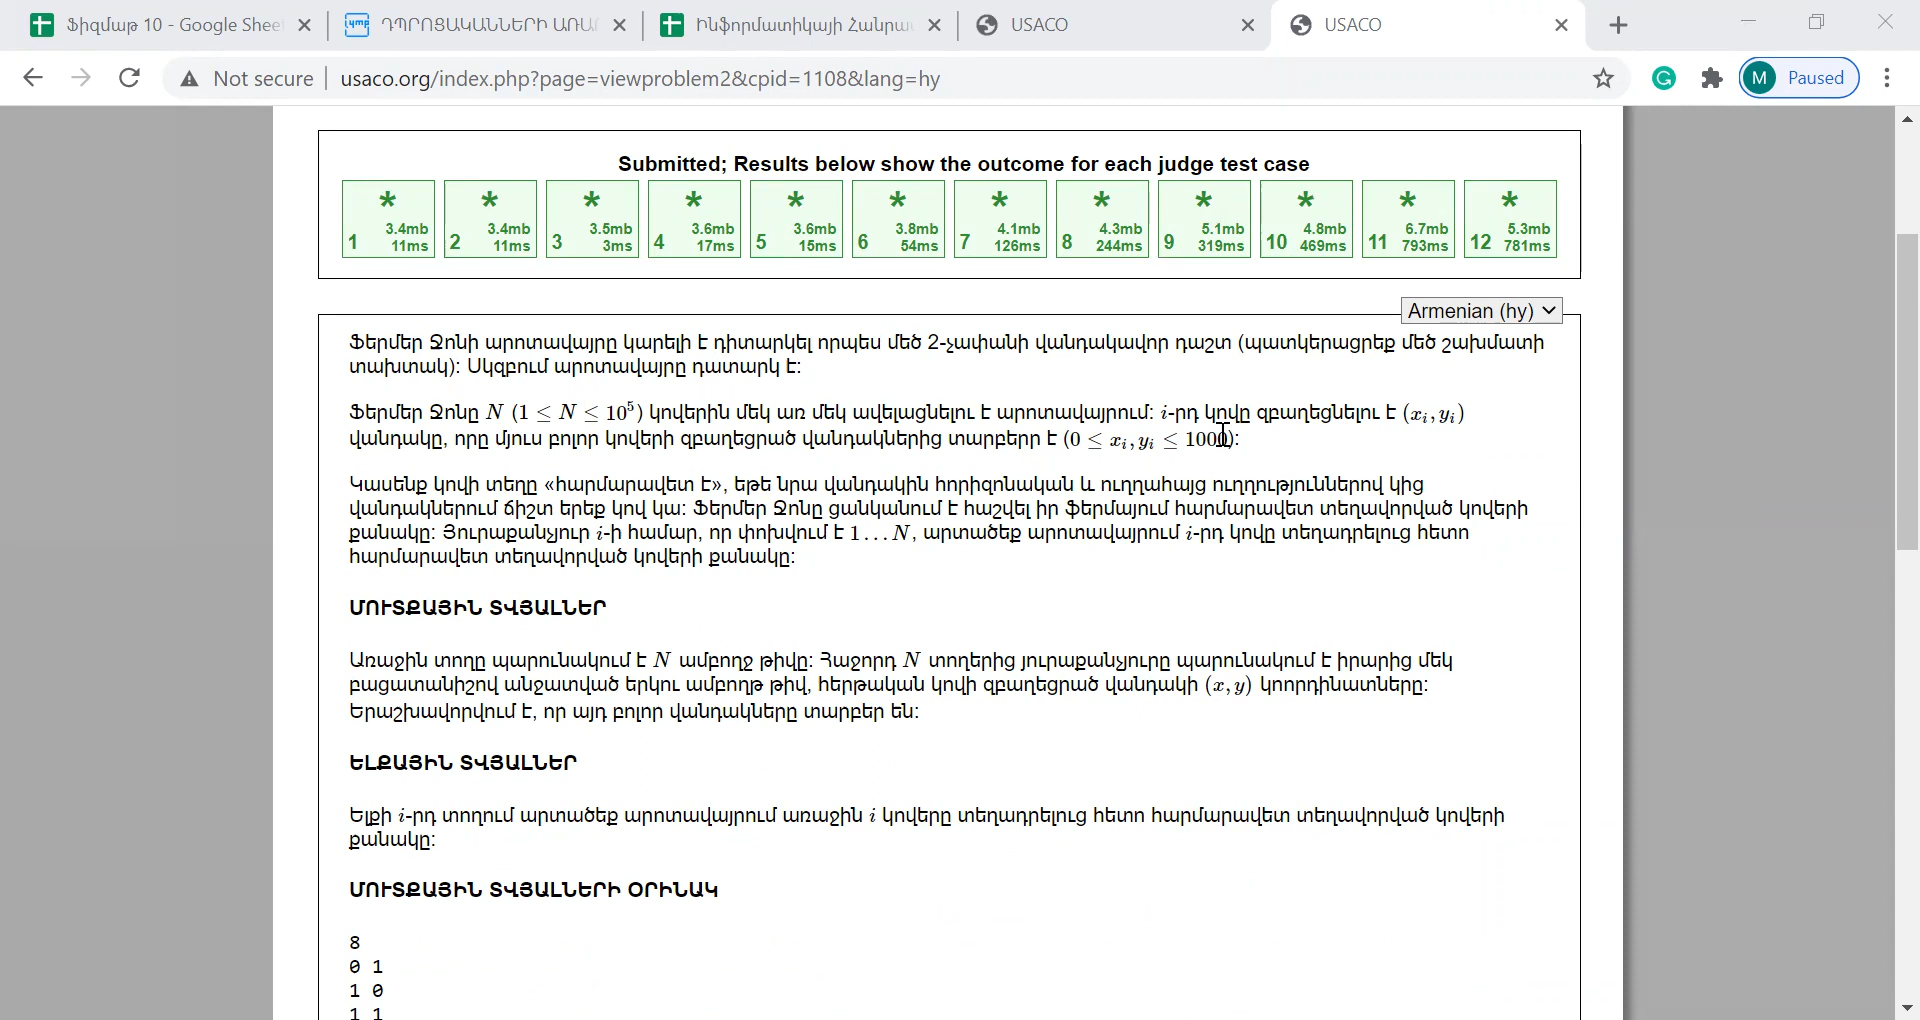 Ֆիզմաթ 10 - Google Shee
ԴՊՐՈՑԱԿԱՆՆԵՐԻ ԱՌԱ
Ինֆորմատիկայի Հանրա
USACO
USACO
Not secure | usaco.org/index.php?page=viewproblem2&cpid=1108&lang=hy
M Paused
Submitted; Results below show the outcome for each judge test case
* 1 3.4mb 11ms
* 2 3.4mb 11ms
* 3 3.5mb 3ms
* 4 3.6mb 17ms
* 5 3.6mb 15ms
* 6 3.8mb 54ms
* 7 4.1mb 126ms
* 8 4.3mb 244ms
* 9 5.1mb 319ms
* 10 4.8mb 469ms
* 11 6.7mb 793ms
* 12 5.3mb 781ms
Armenian (hy)
Ֆերմեր Ջոնի արոտավայրը կարելի է դիտարկել որպես մեծ 2-չափանի վանդակավոր դաշտ (պատկերացրեք մեծ շախմատի
տախտակ): Սկզբում արոտավայրը դատարկ է:
Ֆերմեր Ջոնը N (1 ≤ N ≤ 10⁵) կովերին մեկ առ մեկ ավելացնելու է արոտավայրում: i-րդ կովը զբաղեցնելու է (xᵢ, yᵢ)
վանդակը, որը մյուս բոլոր կովերի զբաղեցրած վանդակներից տարբերր է (0 ≤ xᵢ, yᵢ ≤ 1000):
Կասենք կովի տեղը «հարմարավետ է», եթե նրա վանդակին հորիզոնական և ուղղահայց ուղղություններով կից
վանդակներում ճիշտ երեք կով կա: Ֆերմեր Ջոնը ցանկանում է հաշվել իր ֆերմայում հարմարավետ տեղավորված կովերի
քանակը: Յուրաքանչյուր i-ի համար, որ փոխվում է 1…N, արտածեք արոտավայրում i-րդ կովը տեղադրելուց հետո
հարմարավետ տեղավորված կովերի քանակը:
ՄՈՒՏՔԱՅԻՆ ՏՎՅԱԼՆԵՐ
Առաջին տողը պարունակում է N ամբողջ թիվը: Հաջորդ N տողերից յուրաքանչյուրը պարունակում է իրարից մեկ
բացատանիշով անջատված երկու ամբողթ թիվ, հերթական կովի զբաղեցրած վանդակի (x, y) կոորդինատները:
Երաշխավորվում է, որ այդ բոլոր վանդակները տարբեր են:
ԵԼՔԱՅԻՆ ՏՎՅԱԼՆԵՐ
Ելքի i-րդ տողում արտածեք արոտավայրում առաջին i կովերը տեղադրելուց հետո հարմարավետ տեղավորված կովերի
քանակը:
ՄՈՒՏՔԱՅԻՆ ՏՎՅԱԼՆԵՐԻ ՕՐԻՆԱԿ
8
0 1
1 0
1 1